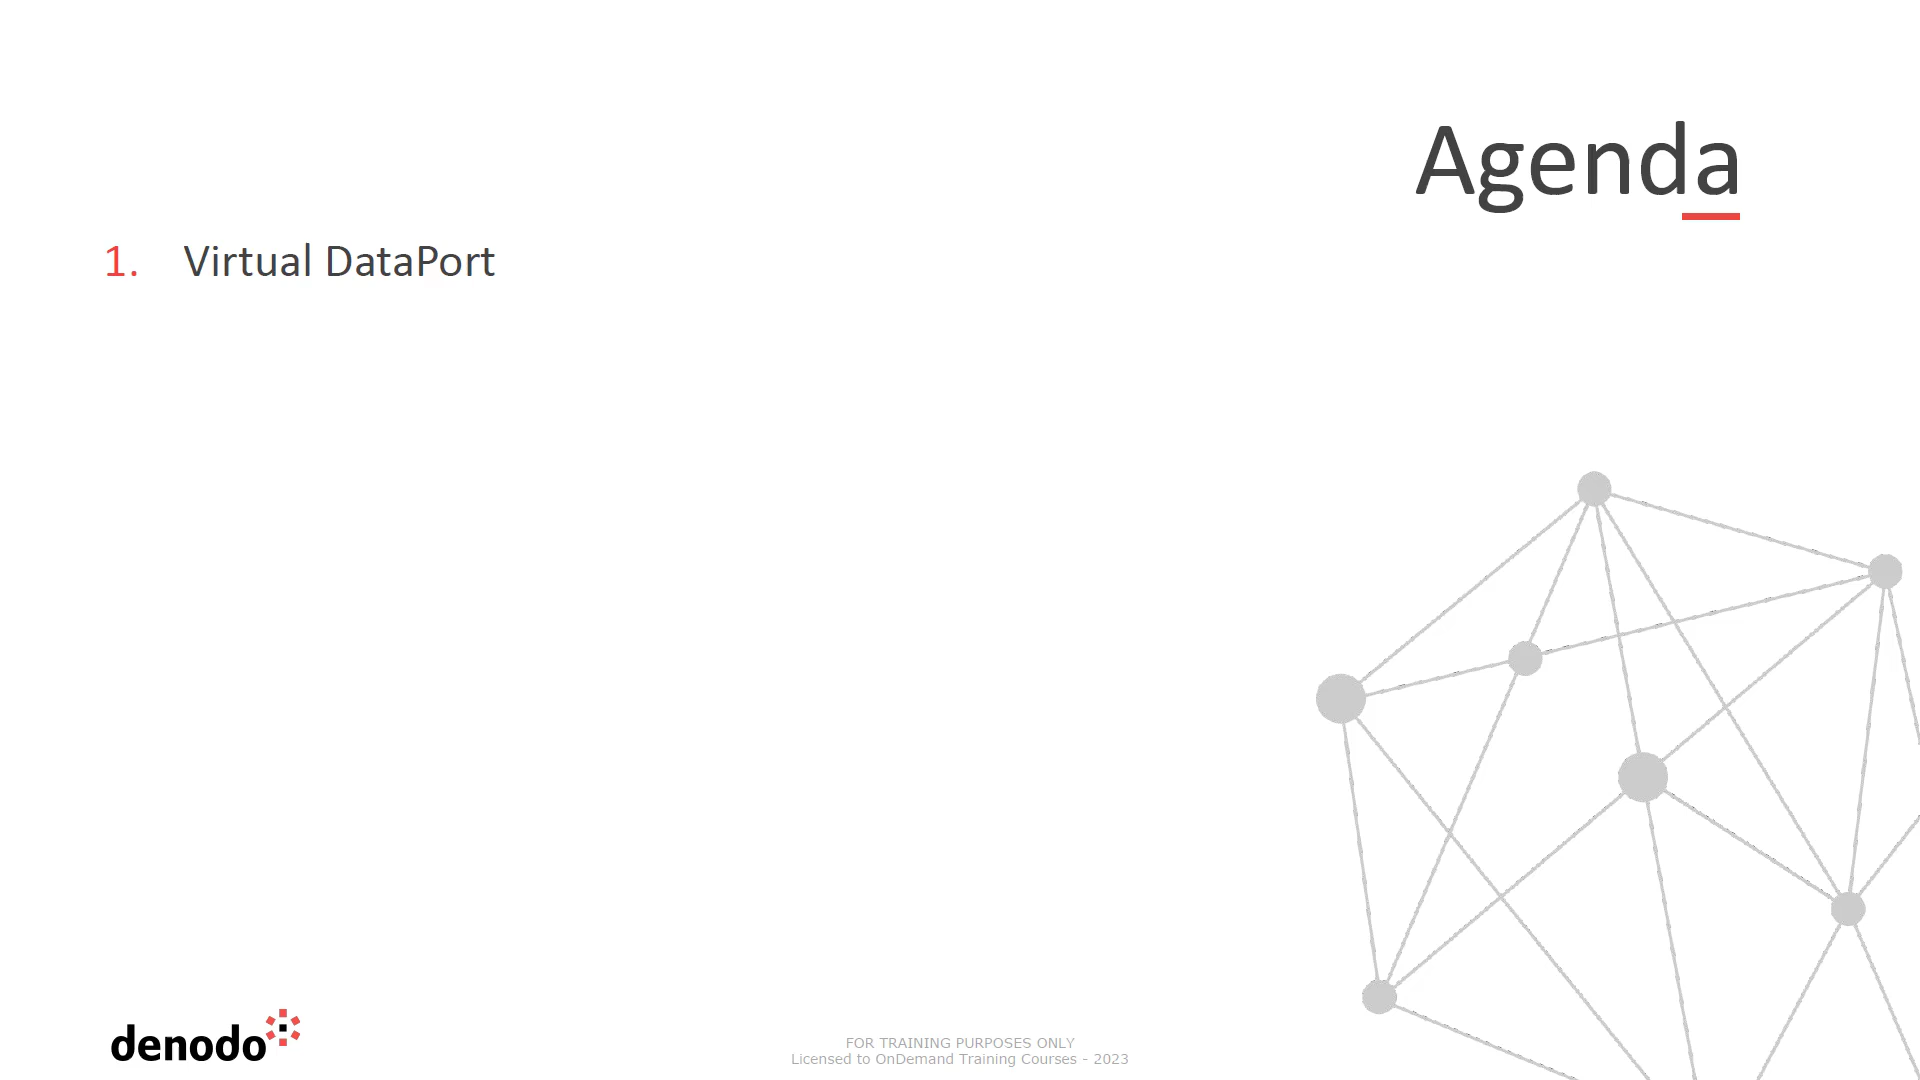 Agenda
1. Virtual DataPort
denodo
FOR TRAINING PURPOSES ONLY
Licensed to OnDemand Training Courses - 2023